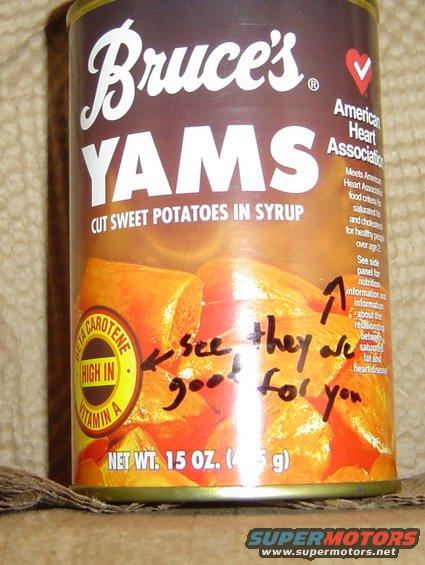 Bruce's®
YAMS
CUT SWEET POTATOES IN SYRUP
American
Heart
Association
Meets American
Heart Association
food criteria for
saturated fat
and cholesterol
for healthy people
over age 2.
See side
panel for
nutrition
information and
information
about the
relationship
between
saturated
fat and
heart disease
see they are
good for you
BETA CAROTENE
HIGH IN
VITAMIN A
NET WT. 15 OZ. (425 g)
SUPERMOTORS
www.supermotors.net